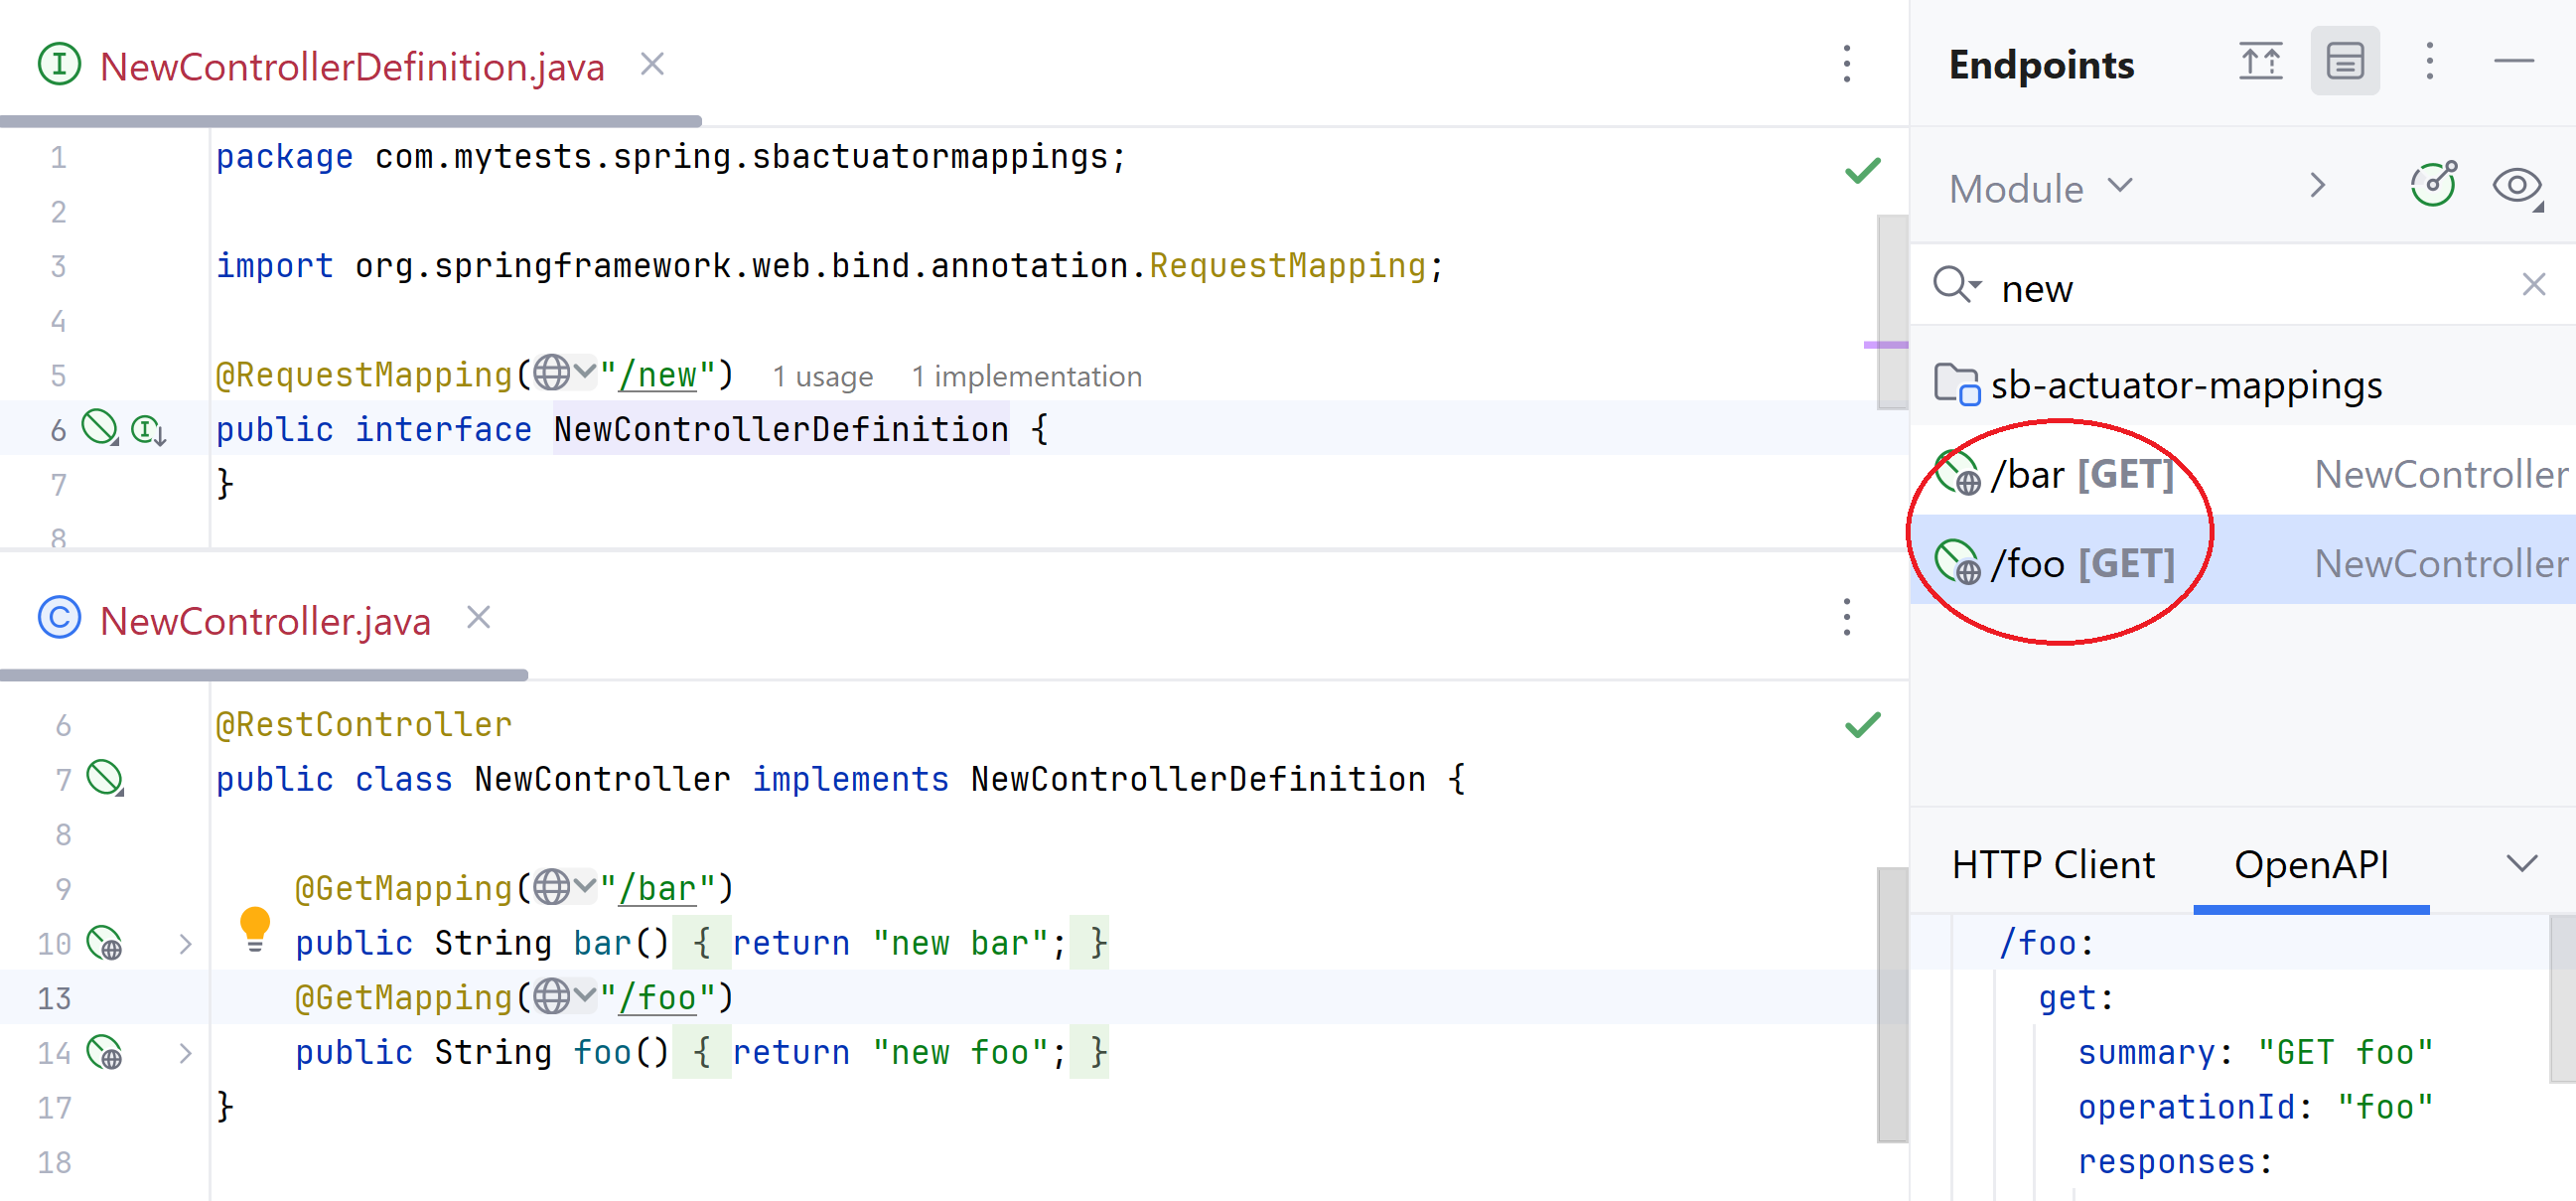 NewControllerDefinition.java
1 package com.mytests.spring.sbactuatormappings;
2
3 import org.springframework.web.bind.annotation.RequestMapping;
4
5 @RequestMapping("/new") 1 usage 1 implementation
6 public interface NewControllerDefinition {
7 }
8
NewController.java
6 @RestController
7 public class NewController implements NewControllerDefinition {
8
9 @GetMapping("/bar")
10 public String bar() { return "new bar"; }
13 @GetMapping("/foo")
14 public String foo() { return "new foo"; }
17 }
18
Endpoints
Module
new
sb-actuator-mappings
/bar [GET] NewController
/foo [GET] NewController
HTTP Client OpenAPI
/foo:
get:
summary: "GET foo"
operationId: "foo"
responses: